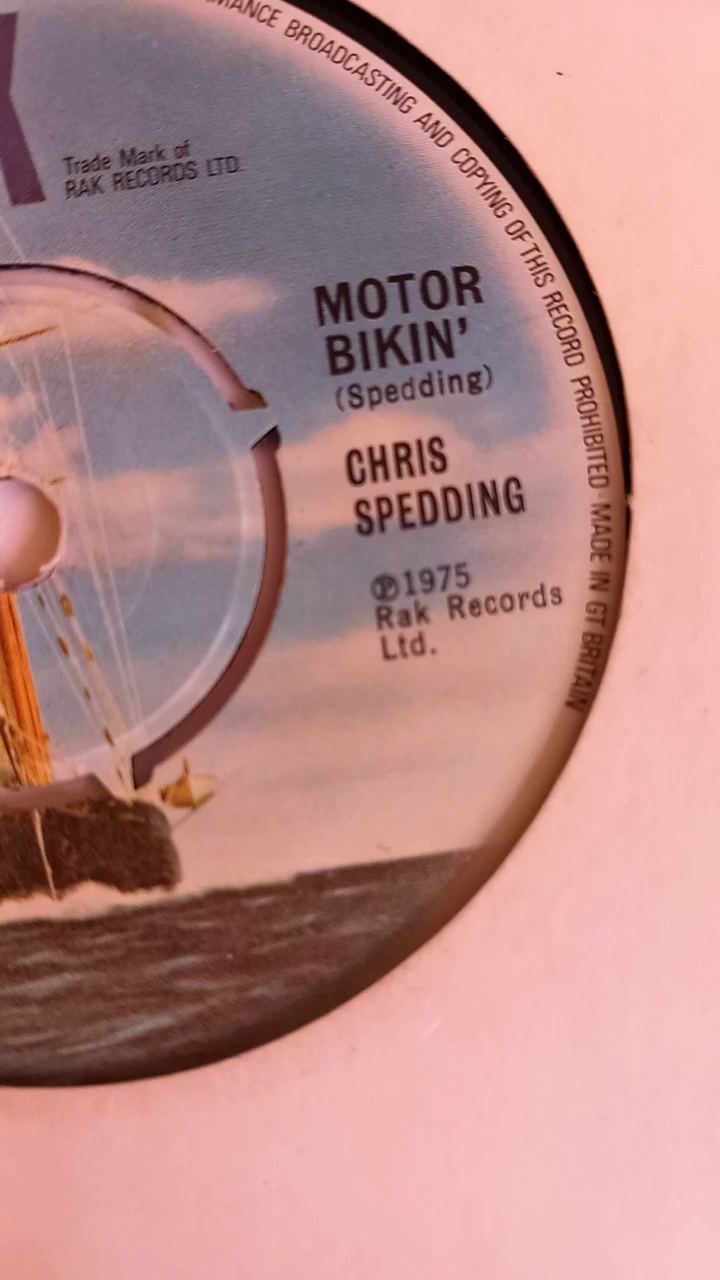 BROADCASTING AND COPYING OF THIS RECORD PROHIBITED · MADE IN GT BRITAIN
Trade Mark of
RAK RECORDS LTD.
MOTOR
BIKIN'
(Spedding)
CHRIS
SPEDDING
℗1975
Rak Records
Ltd.